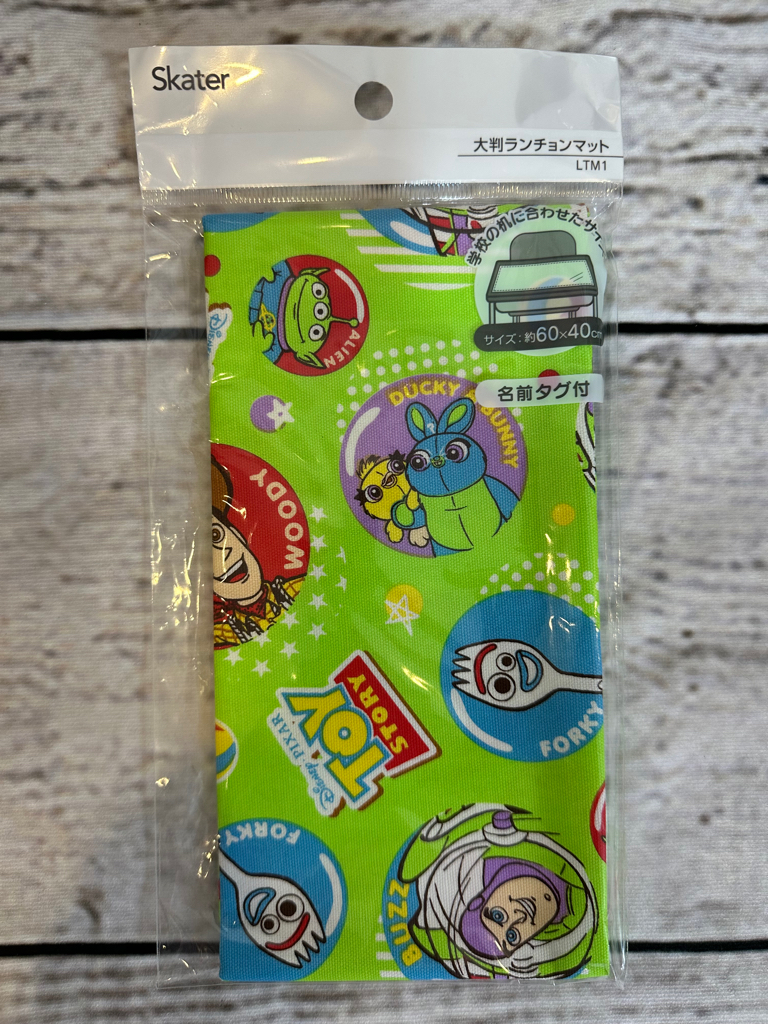 Skater
大判ランチョンマット
LTM1
学校の机に合わせたサイ
サイズ:約60×40cm
名前タグ付
ALIEN
DUCKY & BUNNY
WOODY
FORKY
Disney·PIXAR
TOY
STORY
4
FORKY
BUZZ